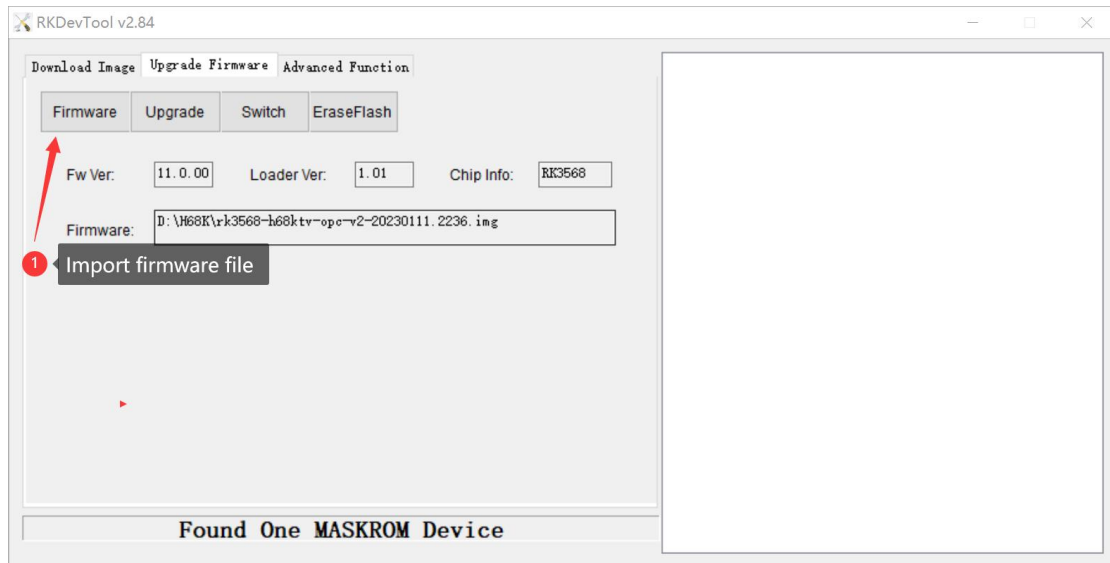 RKDevTool v2.84
Download Image Upgrade Firmware Advanced Function
Firmware Upgrade Switch EraseFlash
Fw Ver: 11.0.00 Loader Ver: 1.01 Chip Info: RK3568
Firmware: D:\H68K\rk3568-h68ktv-opc-v2-20230111.2236.img
1 Import firmware file
Found One MASKROM Device